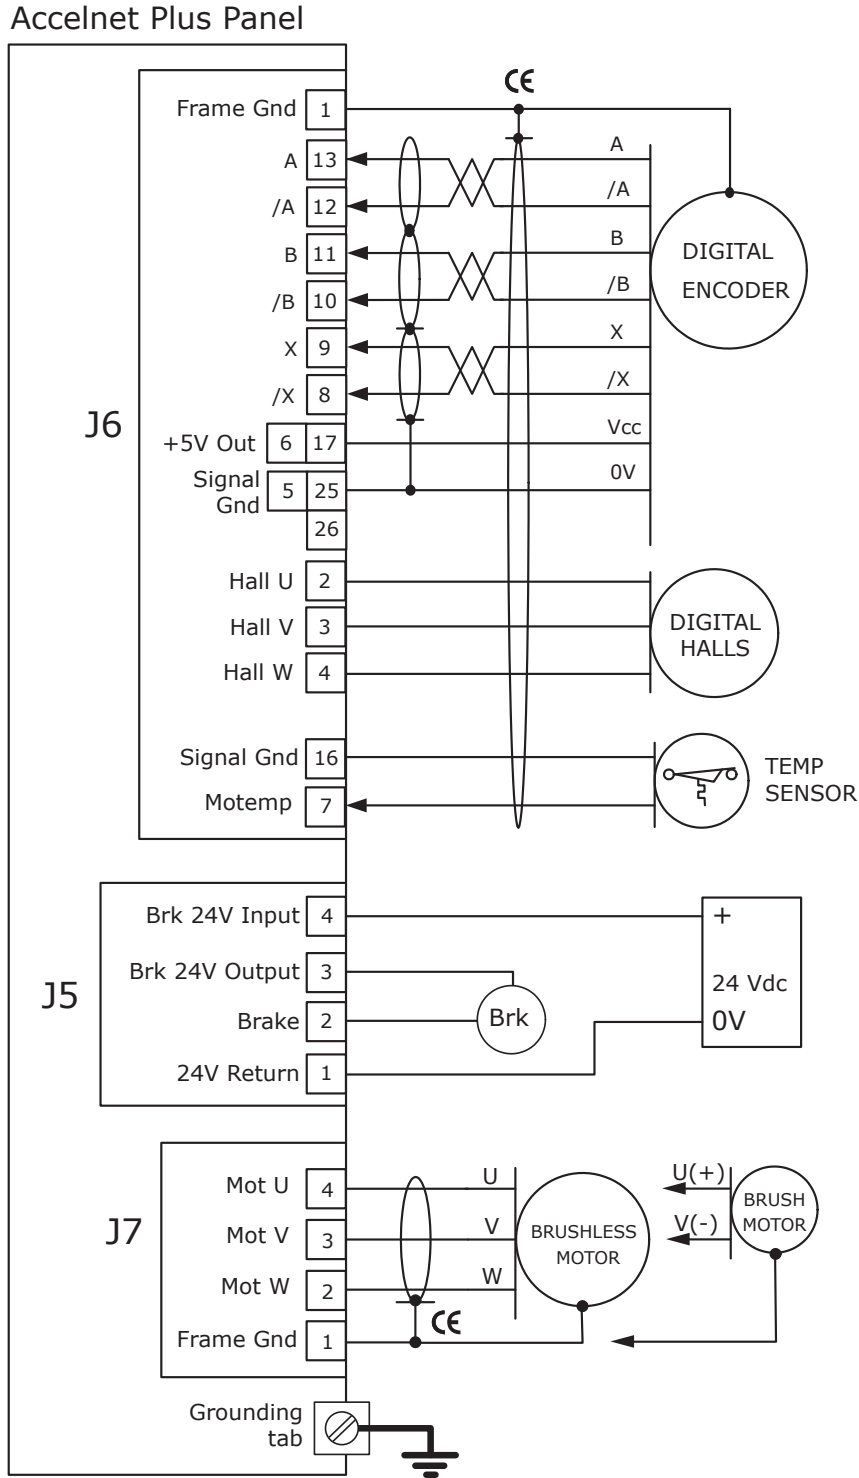 Accelnet Plus Panel
CE
Frame Gnd 1
A 13 A
/A 12 /A
B 11 B
DIGITAL
ENCODER
/B 10 /B
X 9 X
/X 8 /X
J6
+5V Out 6 17 Vcc
Signal
Gnd 5 25 0V
26
Hall U 2
Hall V 3
Hall W 4
DIGITAL
HALLS
Signal Gnd 16
Motemp 7
TEMP
SENSOR
J5
Brk 24V Input 4 +
Brk 24V Output 3
24 Vdc
Brake 2 Brk 0V
24V Return 1
J7
Mot U 4 U
Mot V 3 V
Mot W 2 W
BRUSHLESS
MOTOR
U(+)
V(-)
BRUSH
MOTOR
CE
Frame Gnd 1
Grounding
tab